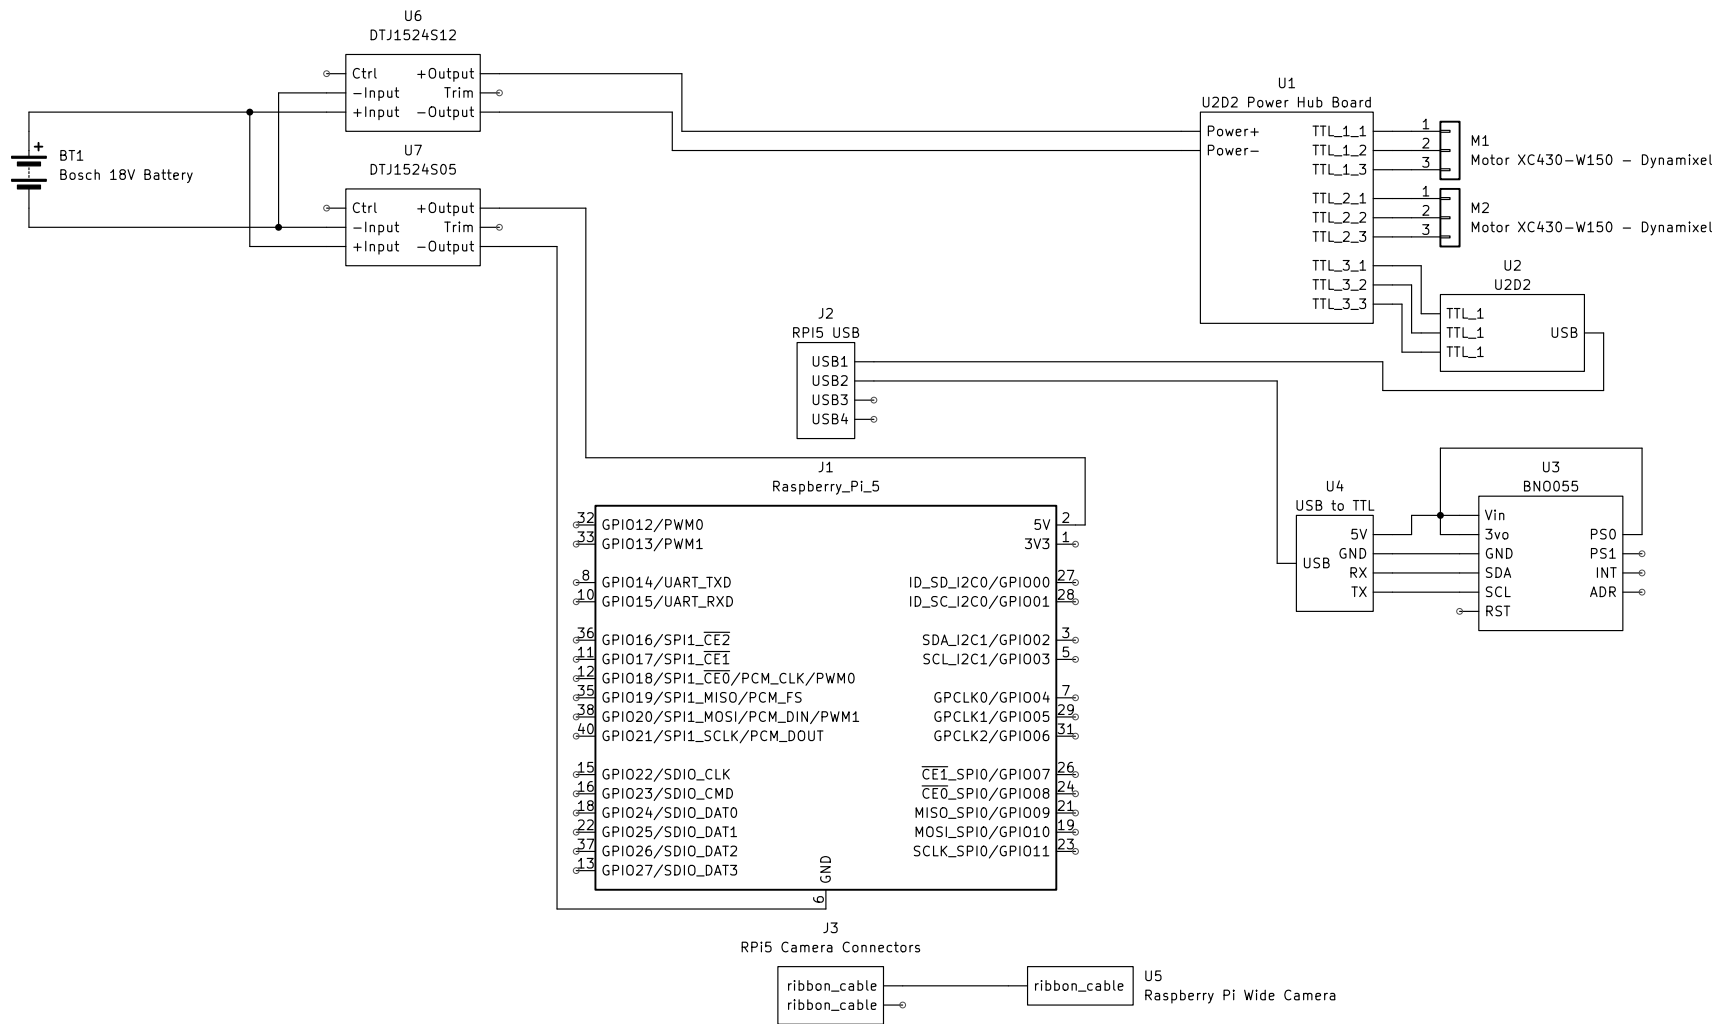 U6
DTJ1524S12
Ctrl +Output
−Input Trim
+Input −Output
U7
DTJ1524S05
Ctrl +Output
−Input Trim
+Input −Output
+
BT1
Bosch 18V Battery
U1
U2D2 Power Hub Board
Power+ TTL_1_1 1
Power− TTL_1_2 2
TTL_1_3 3
M1
Motor XC430−W150 − Dynamixel
TTL_2_1 1
TTL_2_2 2
TTL_2_3 3
M2
Motor XC430−W150 − Dynamixel
TTL_3_1
TTL_3_2
TTL_3_3
U2
U2D2
TTL_1
TTL_1 USB
TTL_1
J2
RPI5 USB
USB1
USB2
USB3
USB4
J1
Raspberry_Pi_5
32 GPIO12/PWM0 5V 2
33 GPIO13/PWM1 3V3 1
8 GPIO14/UART_TXD ID_SD_I2C0/GPIO00 27
10 GPIO15/UART_RXD ID_SC_I2C0/GPIO01 28
36 GPIO16/SPI1_CE2 SDA_I2C1/GPIO02 3
11 GPIO17/SPI1_CE1 SCL_I2C1/GPIO03 5
12 GPIO18/SPI1_CE0/PCM_CLK/PWM0
35 GPIO19/SPI1_MISO/PCM_FS GPCLK0/GPIO04 7
38 GPIO20/SPI1_MOSI/PCM_DIN/PWM1 GPCLK1/GPIO05 29
40 GPIO21/SPI1_SCLK/PCM_DOUT GPCLK2/GPIO06 31
15 GPIO22/SDIO_CLK CE1_SPI0/GPIO07 26
16 GPIO23/SDIO_CMD CE0_SPI0/GPIO08 24
18 GPIO24/SDIO_DAT0 MISO_SPI0/GPIO09 21
22 GPIO25/SDIO_DAT1 MOSI_SPI0/GPIO10 19
37 GPIO26/SDIO_DAT2 SCLK_SPI0/GPIO11 23
13 GPIO27/SDIO_DAT3
GND
6
U4
USB to TTL
5V
GND
USB
RX
TX
U3
BNO055
Vin
3vo PS0
GND PS1
SDA INT
SCL ADR
RST
J3
RPi5 Camera Connectors
ribbon_cable
ribbon_cable
ribbon_cable
U5
Raspberry Pi Wide Camera